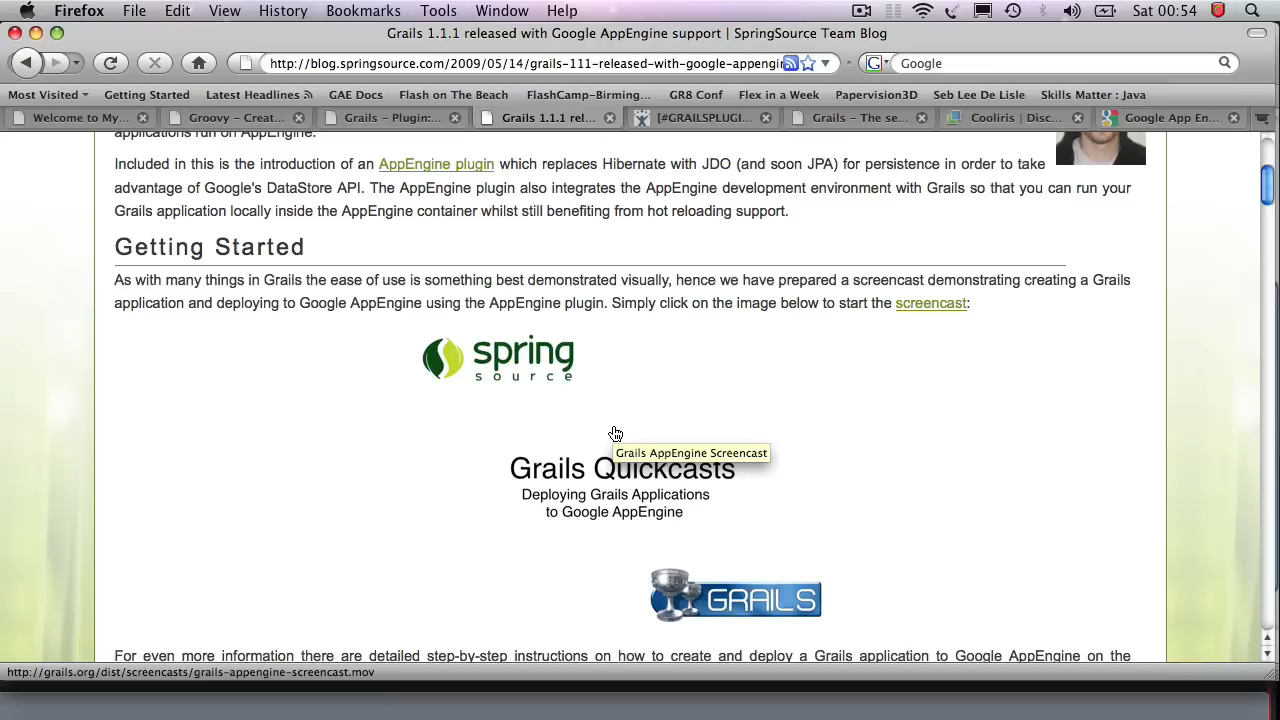 Firefox File Edit View History Bookmarks Tools Window Help Sat 00:54
Grails 1.1.1 released with Google AppEngine support | SpringSource Team Blog
http://blog.springsource.com/2009/05/14/grails-111-released-with-google-appengin Google
Most Visited Getting Started Latest Headlines GAE Docs Flash on The Beach FlashCamp-Birming... GR8 Conf Flex in a Week Papervision3D Seb Lee De Lisle Skills Matter : Java
Welcome to My... Groovy - Creat... Grails - Plugin:... Grails 1.1.1 rel... [#GRAILSPLUGI... Grails - The se... Cooliris | Disc... Google App En...
applications run on AppEngine.
Included in this is the introduction of an AppEngine plugin which replaces Hibernate with JDO (and soon JPA) for persistence in order to take
advantage of Google's DataStore API. The AppEngine plugin also integrates the AppEngine development environment with Grails so that you can run your
Grails application locally inside the AppEngine container whilst still benefiting from hot reloading support.
Getting Started
As with many things in Grails the ease of use is something best demonstrated visually, hence we have prepared a screencast demonstrating creating a Grails
application and deploying to Google AppEngine using the AppEngine plugin. Simply click on the image below to start the screencast:
spring
source
Grails AppEngine Screencast
Grails Quickcasts
Deploying Grails Applications
to Google AppEngine
GRAILS
For even more information there are detailed step-by-step instructions on how to create and deploy a Grails application to Google AppEngine on the
http://grails.org/dist/screencasts/grails-appengine-screencast.mov